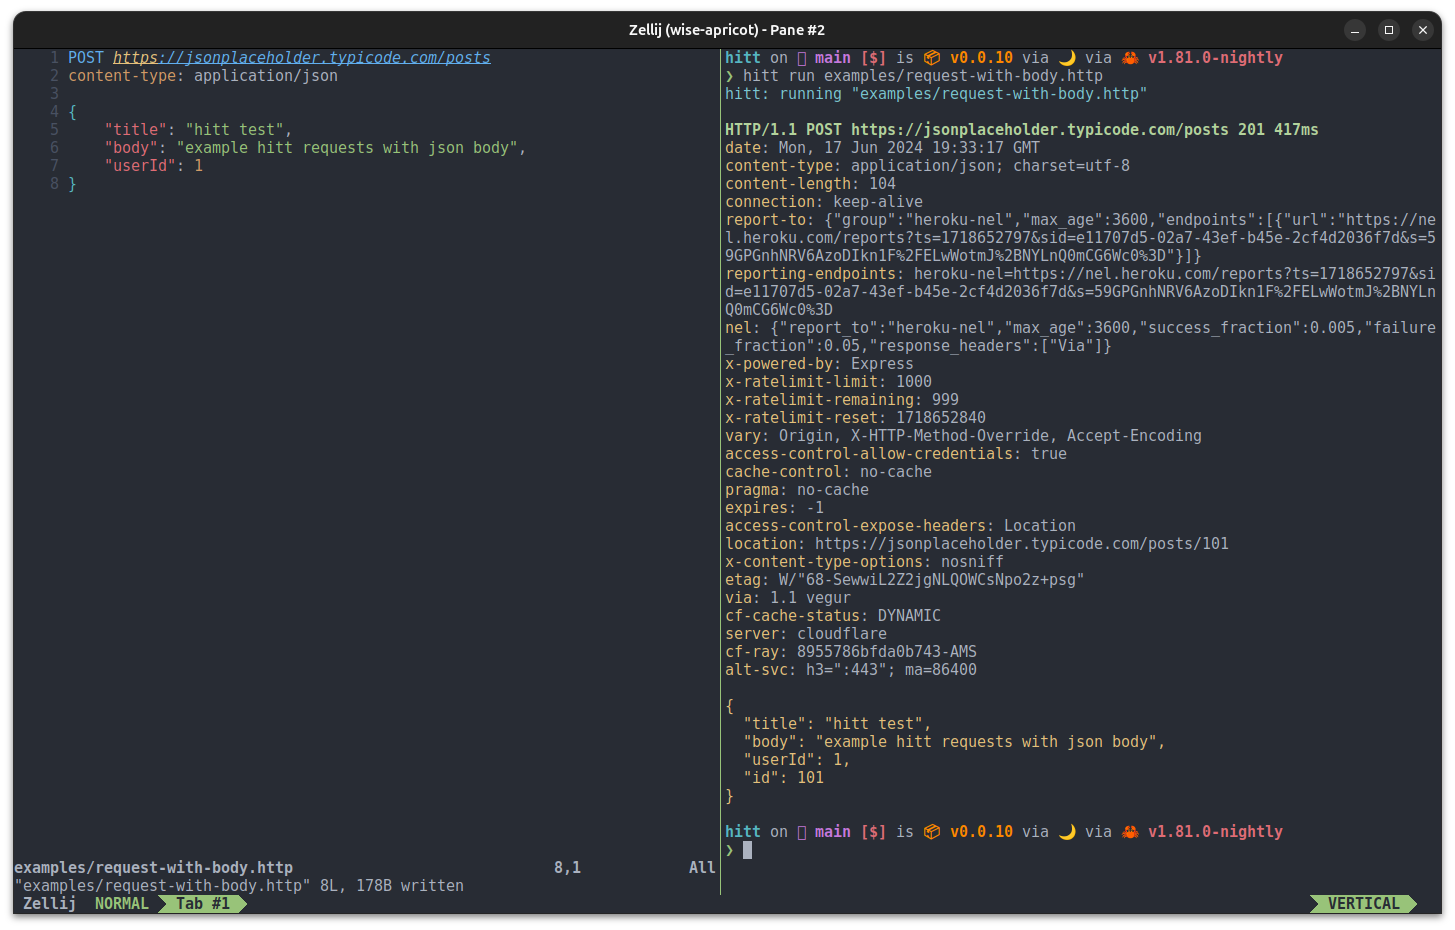 Zellij (wise-apricot) - Pane #2
1 POST https://jsonplaceholder.typicode.com/posts
2 content-type: application/json
3
4 {
5     "title": "hitt test",
6     "body": "example hitt requests with json body",
7     "userId": 1
8 }
examples/request-with-body.http 8,1 All
"examples/request-with-body.http" 8L, 178B written
hitt on main [$] is 📦 v0.0.10 via 🌙 via 🦀 v1.81.0-nightly
❯ hitt run examples/request-with-body.http
hitt: running "examples/request-with-body.http"
HTTP/1.1 POST https://jsonplaceholder.typicode.com/posts 201 417ms
date: Mon, 17 Jun 2024 19:33:17 GMT
content-type: application/json; charset=utf-8
content-length: 104
connection: keep-alive
report-to: {"group":"heroku-nel","max_age":3600,"endpoints":[{"url":"https://ne
l.heroku.com/reports?ts=1718652797&sid=e11707d5-02a7-43ef-b45e-2cf4d2036f7d&s=5
9GPGnhNRV6AzoDIkn1F%2FELwWotmJ%2BNYLnQ0mCG6Wc0%3D"}]}
reporting-endpoints: heroku-nel=https://nel.heroku.com/reports?ts=1718652797&si
d=e11707d5-02a7-43ef-b45e-2cf4d2036f7d&s=59GPGnhNRV6AzoDIkn1F%2FELwWotmJ%2BNYLn
Q0mCG6Wc0%3D
nel: {"report_to":"heroku-nel","max_age":3600,"success_fraction":0.005,"failure
_fraction":0.05,"response_headers":["Via"]}
x-powered-by: Express
x-ratelimit-limit: 1000
x-ratelimit-remaining: 999
x-ratelimit-reset: 1718652840
vary: Origin, X-HTTP-Method-Override, Accept-Encoding
access-control-allow-credentials: true
cache-control: no-cache
pragma: no-cache
expires: -1
access-control-expose-headers: Location
location: https://jsonplaceholder.typicode.com/posts/101
x-content-type-options: nosniff
etag: W/"68-SewwiL2Z2jgNLQOWCsNpo2z+psg"
via: 1.1 vegur
cf-cache-status: DYNAMIC
server: cloudflare
cf-ray: 8955786bfda0b743-AMS
alt-svc: h3=":443"; ma=86400
{
  "title": "hitt test",
  "body": "example hitt requests with json body",
  "userId": 1,
  "id": 101
}
hitt on main [$] is 📦 v0.0.10 via 🌙 via 🦀 v1.81.0-nightly
❯
Zellij NORMAL Tab #1 VERTICAL